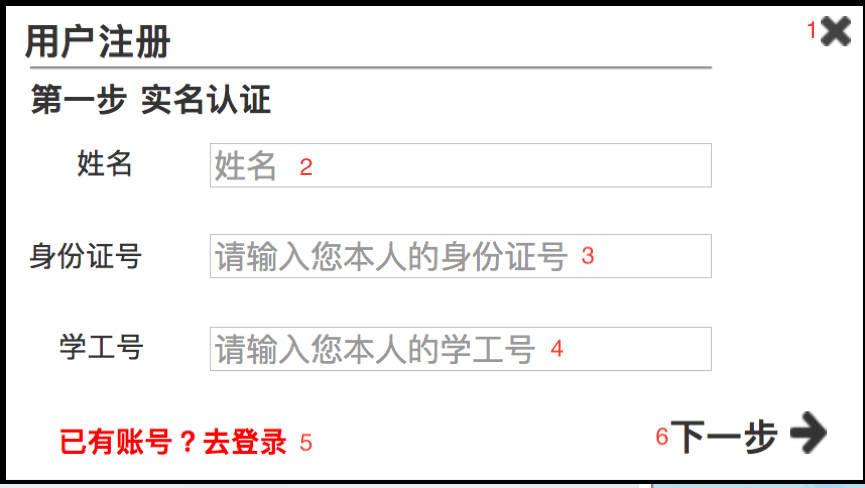 用户注册 1
第一步 实名认证
姓名 姓名 2
身份证号 请输入您本人的身份证号 3
学工号 请输入您本人的学工号 4
已有账号？去登录 5 6 下一步